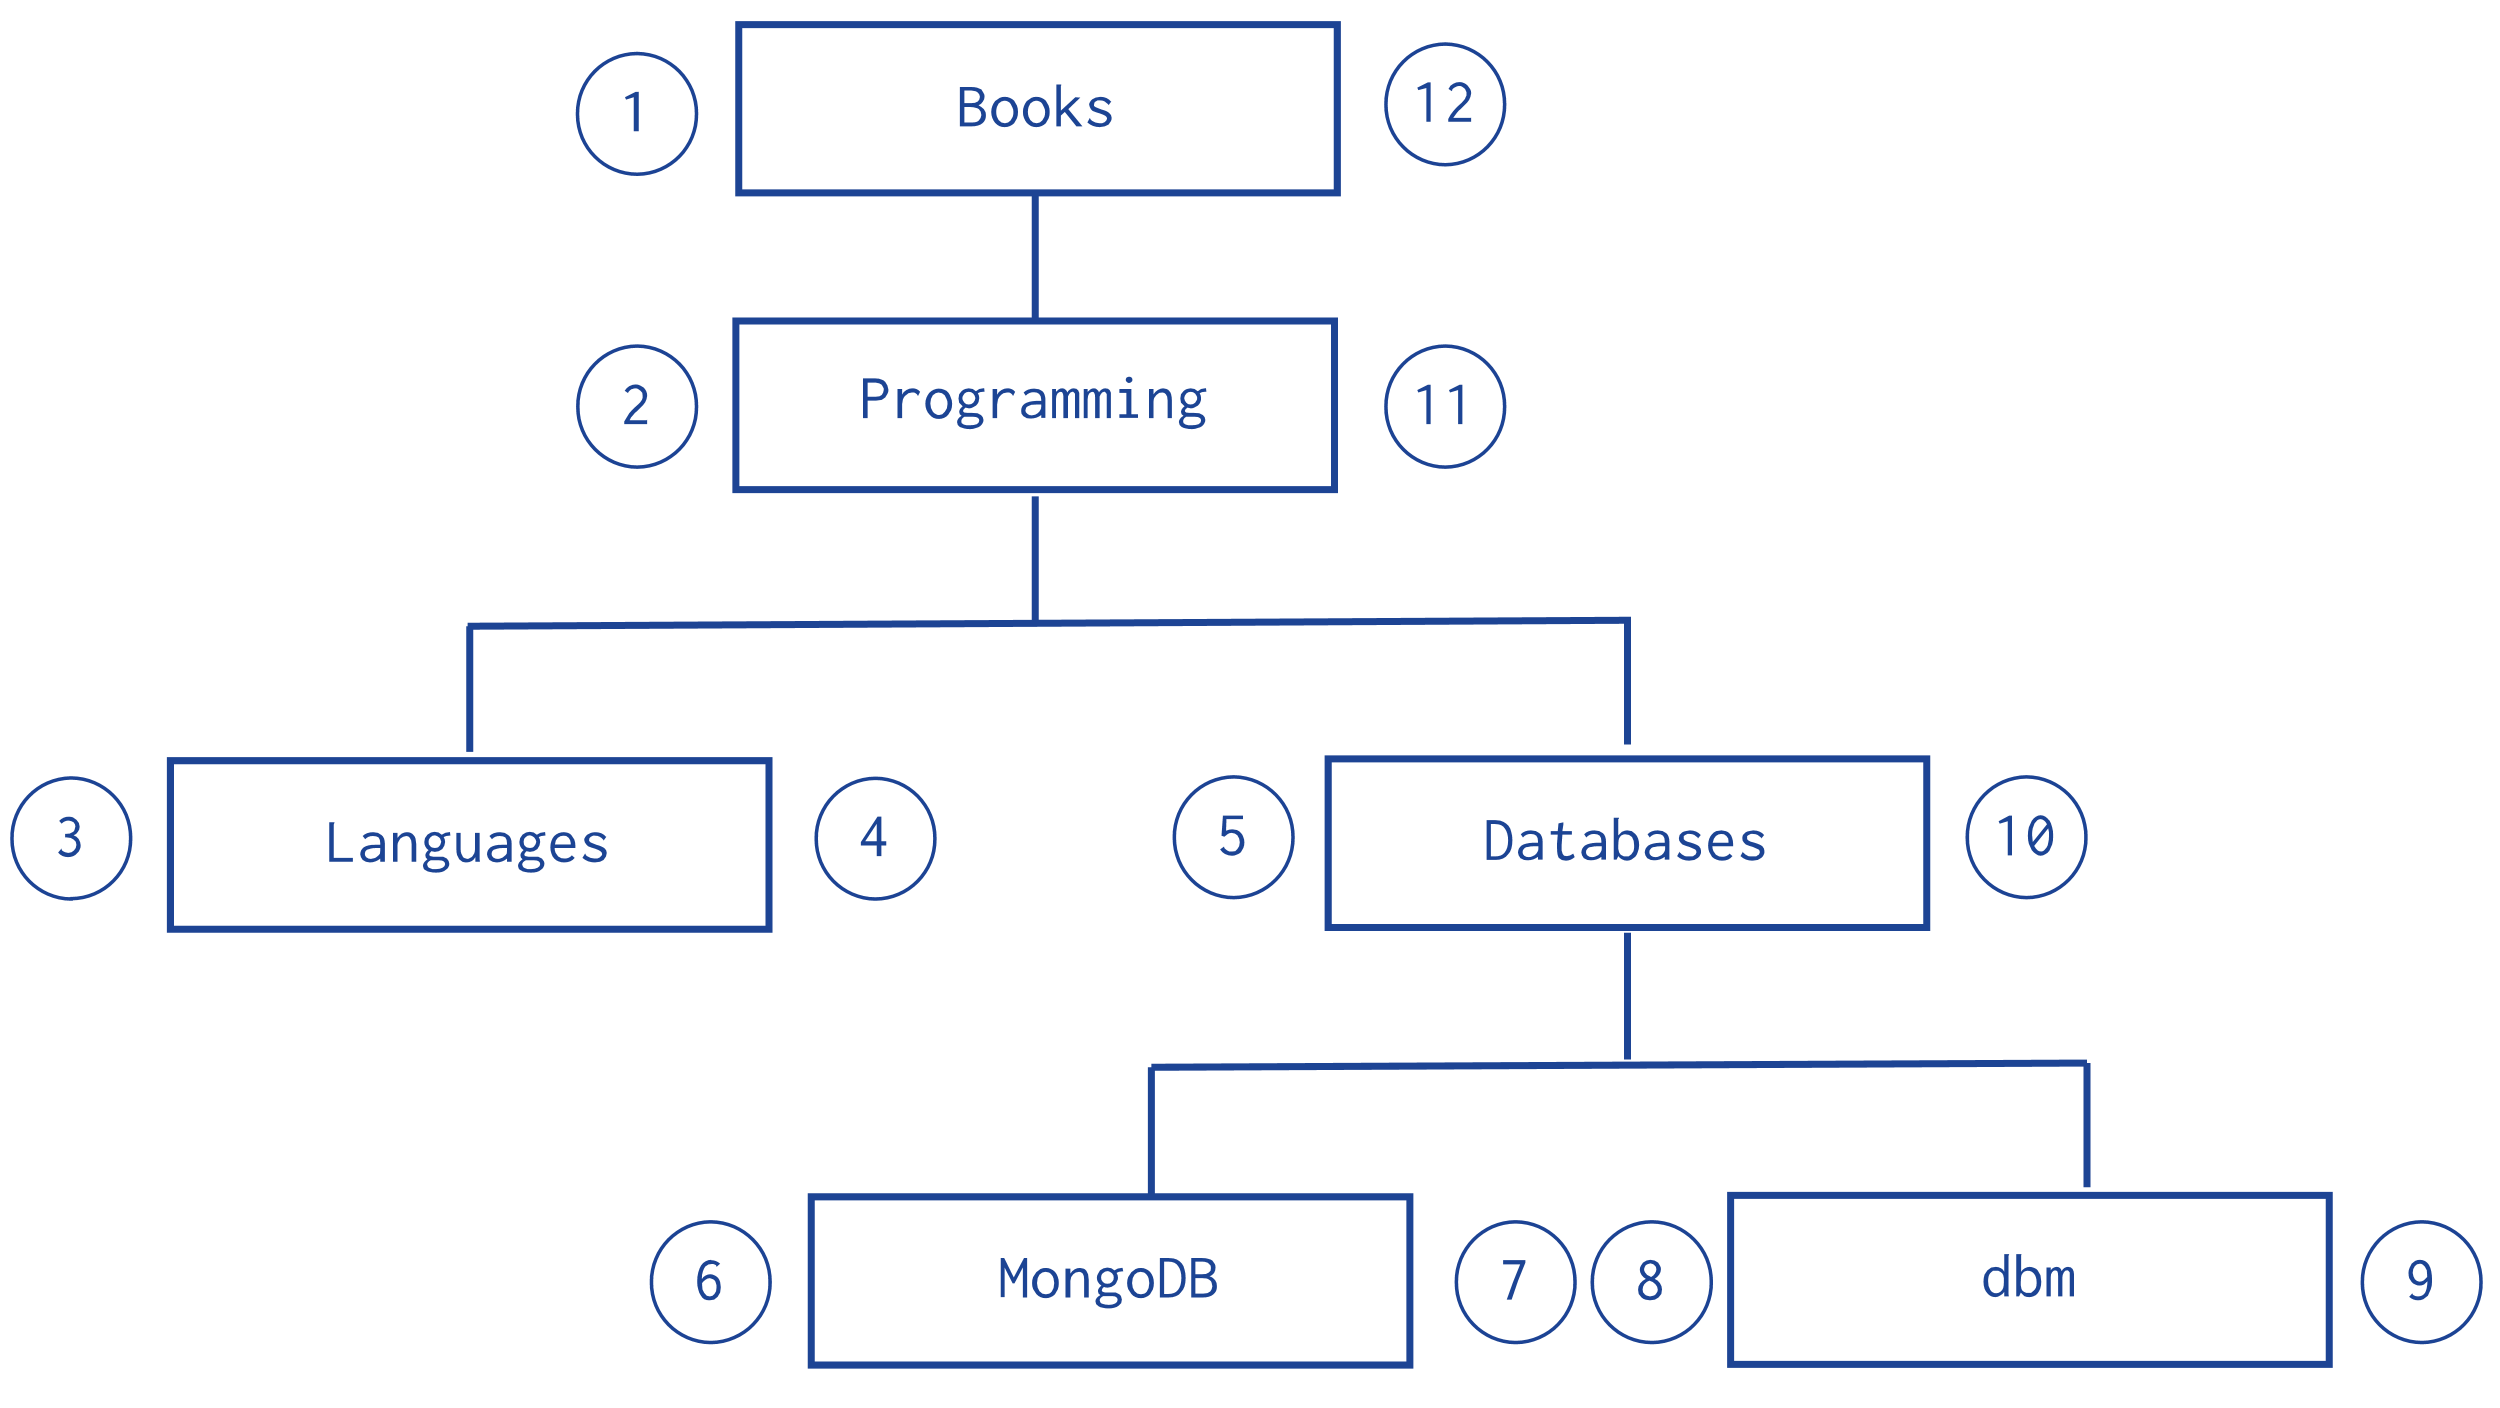 1 Books 12
2 Programming 11
3 Languages 4 5 Databases 10
6 MongoDB 7 8 dbm 9